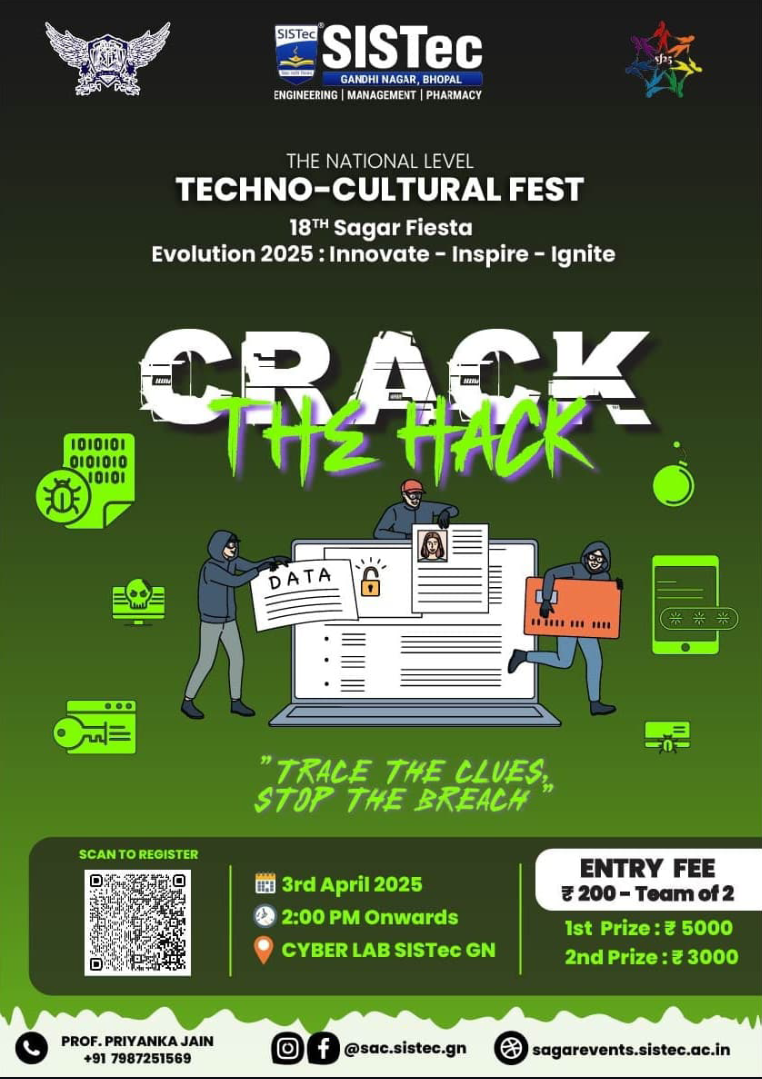 SISTec
SISTec
GANDHI NAGAR, BHOPAL
ENGINEERING | MANAGEMENT | PHARMACY
sf25
THE NATIONAL LEVEL
TECHNO-CULTURAL FEST
18TH Sagar Fiesta
Evolution 2025 : Innovate - Inspire - Ignite
CRACK
THE HACK
1010101
0101010
10101
DATA
"TRACE THE CLUES,
STOP THE BREACH"
SCAN TO REGISTER
3rd April 2025
2:00 PM Onwards
CYBER LAB SISTec GN
ENTRY FEE
₹ 200 - Team of 2
1st Prize : ₹ 5000
2nd Prize : ₹ 3000
PROF. PRIYANKA JAIN
+91 7987251569
@sac.sistec.gn
sagarevents.sistec.ac.in